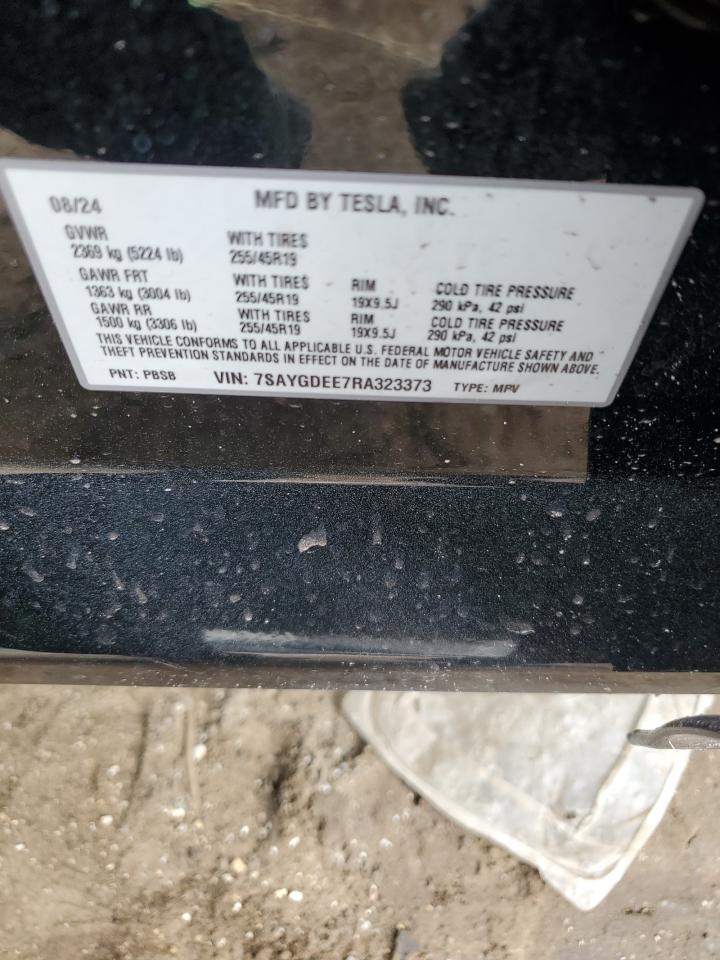 08/24 MFD BY TESLA, INC.
GVWR WITH TIRES
2369 kg (5224 lb) 255/45R19
GAWR FRT WITH TIRES RIM COLD TIRE PRESSURE
1363 kg (3004 lb) 255/45R19 19X9.5J 290 kPa, 42 psi
GAWR RR WITH TIRES RIM COLD TIRE PRESSURE
1500 kg (3306 lb) 255/45R19 19X9.5J 290 kPa, 42 psi
THIS VEHICLE CONFORMS TO ALL APPLICABLE U.S. FEDERAL MOTOR VEHICLE SAFETY AND
THEFT PREVENTION STANDARDS IN EFFECT ON THE DATE OF MANUFACTURE SHOWN ABOVE.
PNT: PBSB VIN: 7SAYGDEE7RA323373 TYPE: MPV